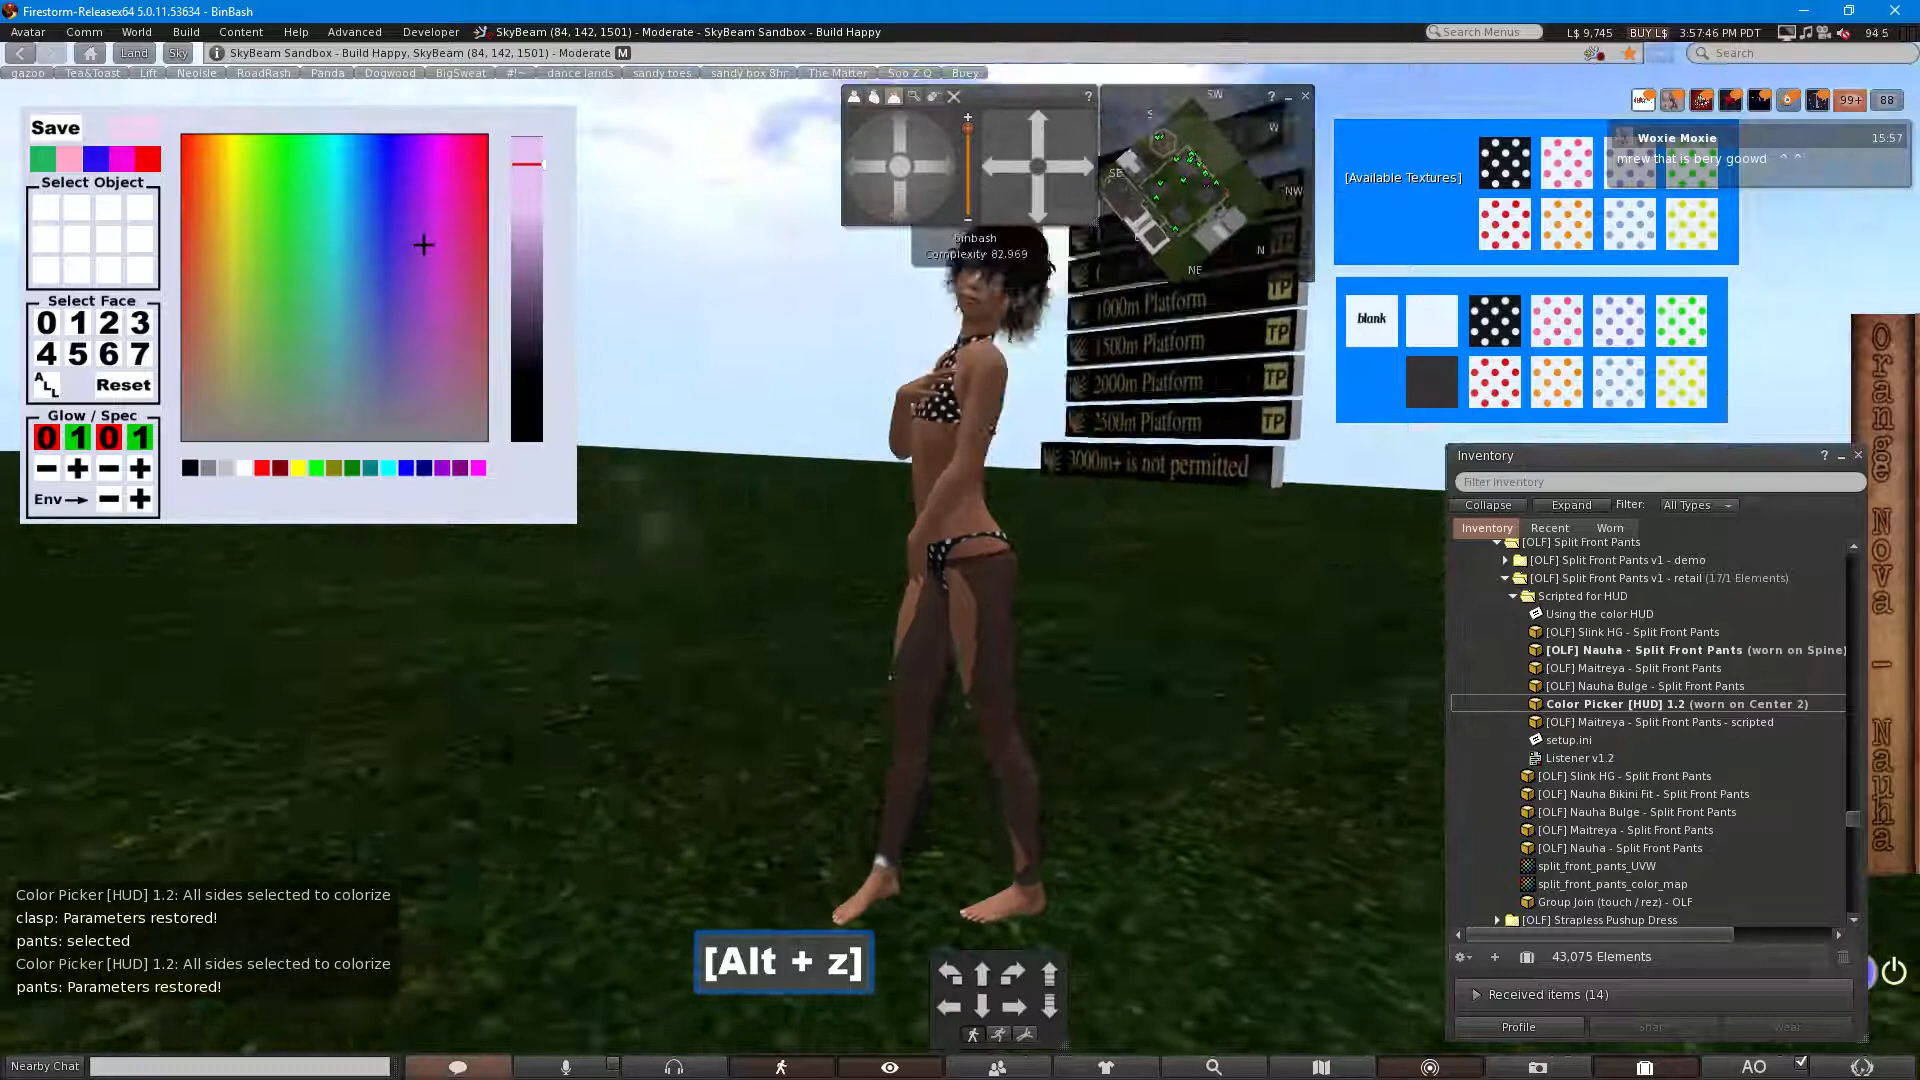 Firestorm-Releasex64 5.0.11.53634 - BinBash
Avatar Comm World Build Content Help Advanced Developer SkyBeam (84, 142, 1501) - Moderate - SkyBeam Sandbox - Build Happy
Search Menus L$ 9,745 BUY L$ 3:57:46 PM PDT 94 5
Land Sky SkyBeam Sandbox - Build Happy, SkyBeam (84, 142, 1501) - Moderate M Search
gazoo Tea&Toast Lift Neoisle RoadRash Panda Dogwood BigSweat #!~ dance lands sandy toes sandy box 8hr The Matter Soo Z Q Buey
99+ 88
Save
Select Object
Select Face
0 1 2 3
4 5 6 7
ALL Reset
Glow / Spec
0 1 0 1
- + - +
Env → - +
? SW ?
S W
SE NW
N
NE
binbash
Complexity 82,969
1000m Platform TP
1500m Platform TP
2000m Platform TP
2500m Platform TP
3000m+ is not permitted
[Available Textures]
Woxie Moxie 15:57
mrew that is bery goowd ^ ^
blank
Orange Nova - Nauha
Inventory ?
Filter Inventory
Collapse Expand Filter: All Types
Inventory Recent Worn
[OLF] Split Front Pants
[OLF] Split Front Pants v1 - demo
[OLF] Split Front Pants v1 - retail (17/1 Elements)
Scripted for HUD
Using the color HUD
[OLF] Slink HG - Split Front Pants
[OLF] Nauha - Split Front Pants (worn on Spine)
[OLF] Maitreya - Split Front Pants
[OLF] Nauha Bulge - Split Front Pants
Color Picker [HUD] 1.2 (worn on Center 2)
[OLF] Maitreya - Split Front Pants - scripted
setup.ini
Listener v1.2
[OLF] Slink HG - Split Front Pants
[OLF] Nauha Bikini Fit - Split Front Pants
[OLF] Nauha Bulge - Split Front Pants
[OLF] Maitreya - Split Front Pants
[OLF] Nauha - Split Front Pants
split_front_pants_UVW
split_front_pants_color_map
Group Join (touch / rez) - OLF
[OLF] Strapless Pushup Dress
43,075 Elements
Received items (14)
Profile Share Wear
Color Picker [HUD] 1.2: All sides selected to colorize
clasp: Parameters restored!
pants: selected
Color Picker [HUD] 1.2: All sides selected to colorize
pants: Parameters restored!
[Alt + z]
Nearby Chat AO